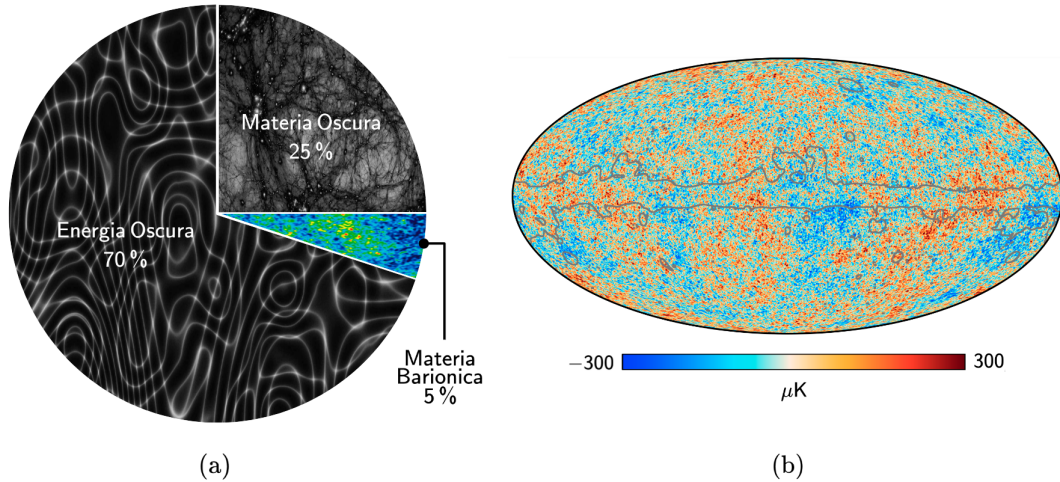 Materia Oscura
25 %
Energia Oscura
70 %
Materia
Barionica
5 %
(a)
−300
300
μK
(b)